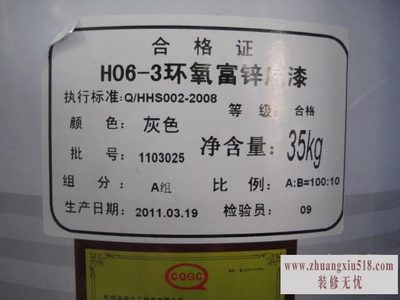 合格证
H06-3环氧富锌底漆
执行标准: Q/HHS002-2008
等 级: 合格
颜 色: 灰色
批 号: 1103025
净含量: 35kg
组 分: A组
比 例: A:B=100:10
生产日期: 2011.03.19
检验员: 09
CQGC
www.zhuangxiu518.com
装修无忧